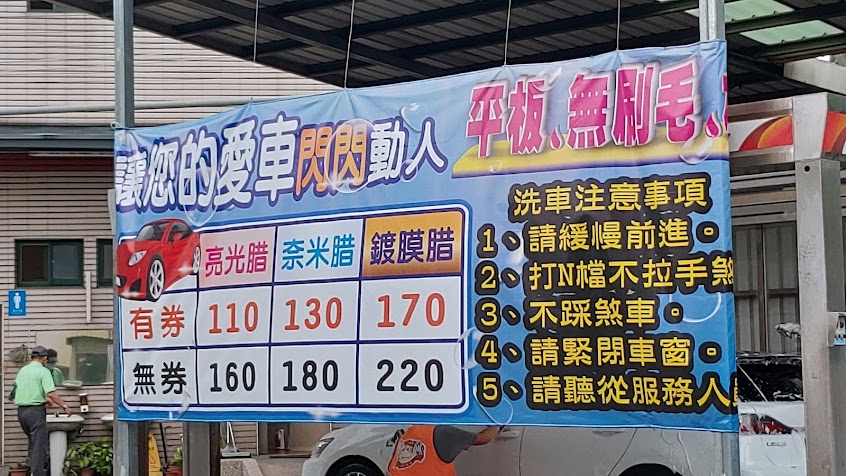 讓您的愛車閃閃動人
平板、無刷毛、
亮光腊 奈米腊 鍍膜腊
有券 110 130 170
無券 160 180 220
洗車注意事項
1、請緩慢前進。
2、打N檔不拉手煞
3、不踩煞車。
4、請緊閉車窗。
5、請聽從服務人